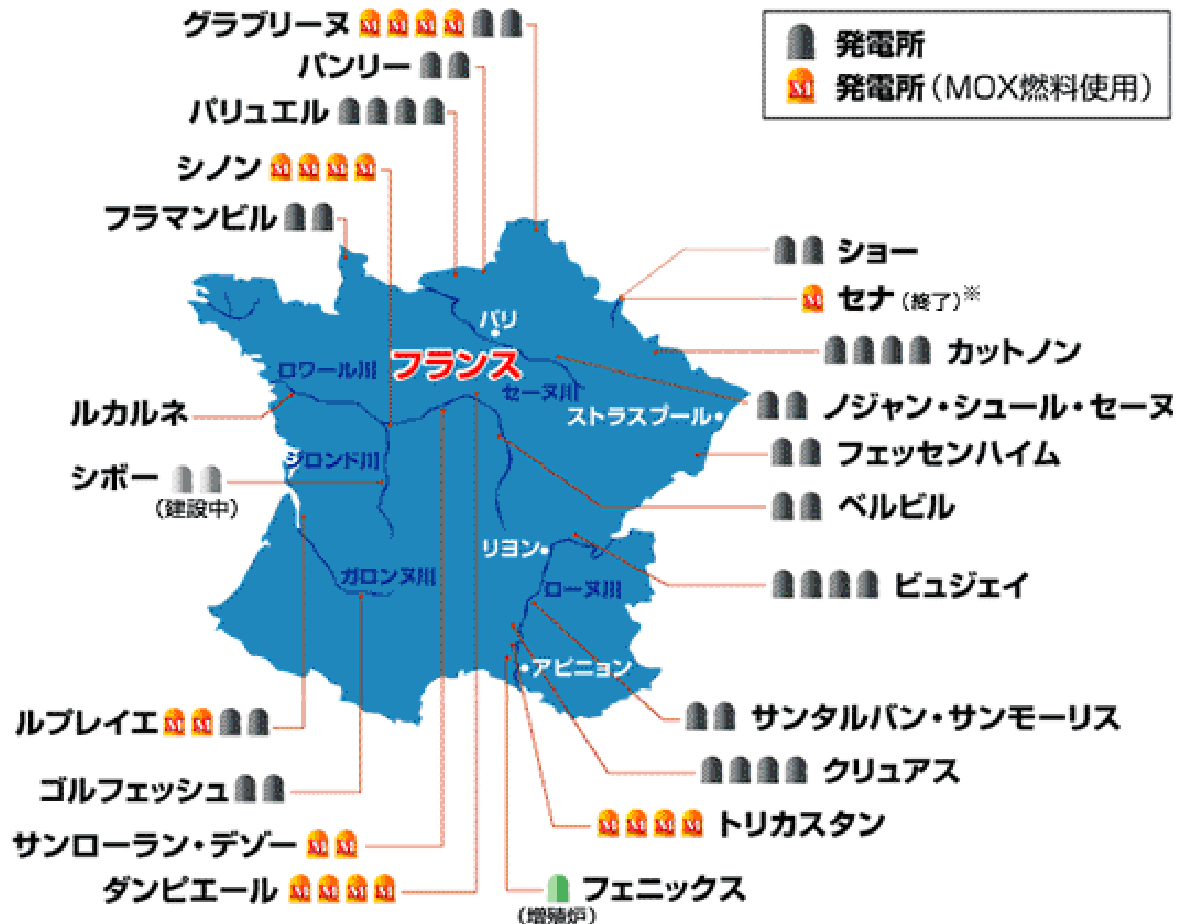 グラブリーヌ
パンリー
パリュエル
シノン
フラマンビル
発電所
発電所(MOX燃料使用)
ショー
セナ(終了)※
カットノン
ノジャン・シュール・セーヌ
フェッセンハイム
ベルビル
ビュジェイ
パリ
フランス
ロワール川
セーヌ川
ストラスブール
ルカルネ
ジロンド川
シボー
(建設中)
リヨン
ガロンヌ川
ローヌ川
アビニョン
ルブレイエ
ゴルフェッシュ
サンローラン・デゾー
ダンピエール
サンタルバン・サンモーリス
クリュアス
トリカスタン
フェニックス
(増殖炉)